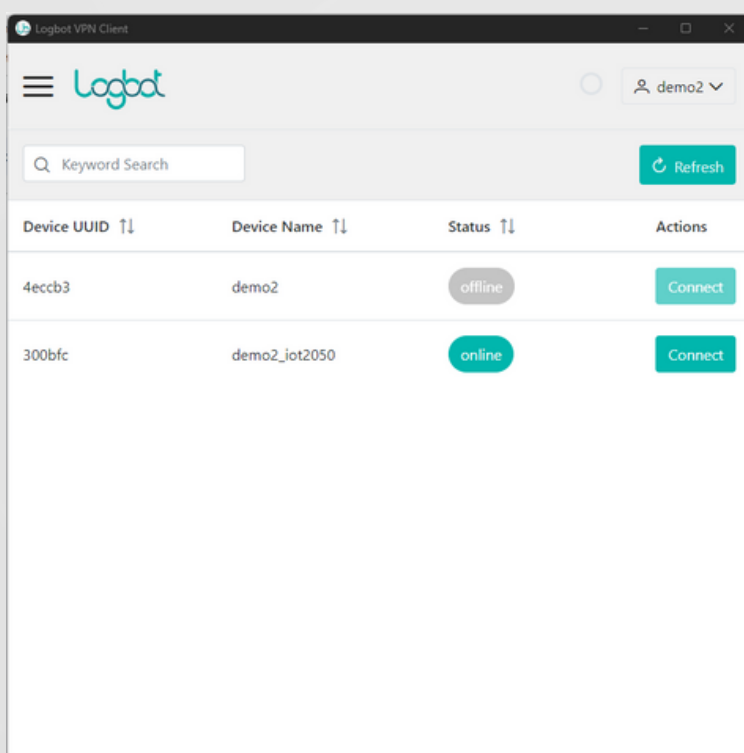 Logbot VPN Client
Logbot
demo2
Keyword Search
Refresh
Device UUID Device Name Status Actions
4eccb3 demo2 offline Connect
300bfc demo2_iot2050 online Connect